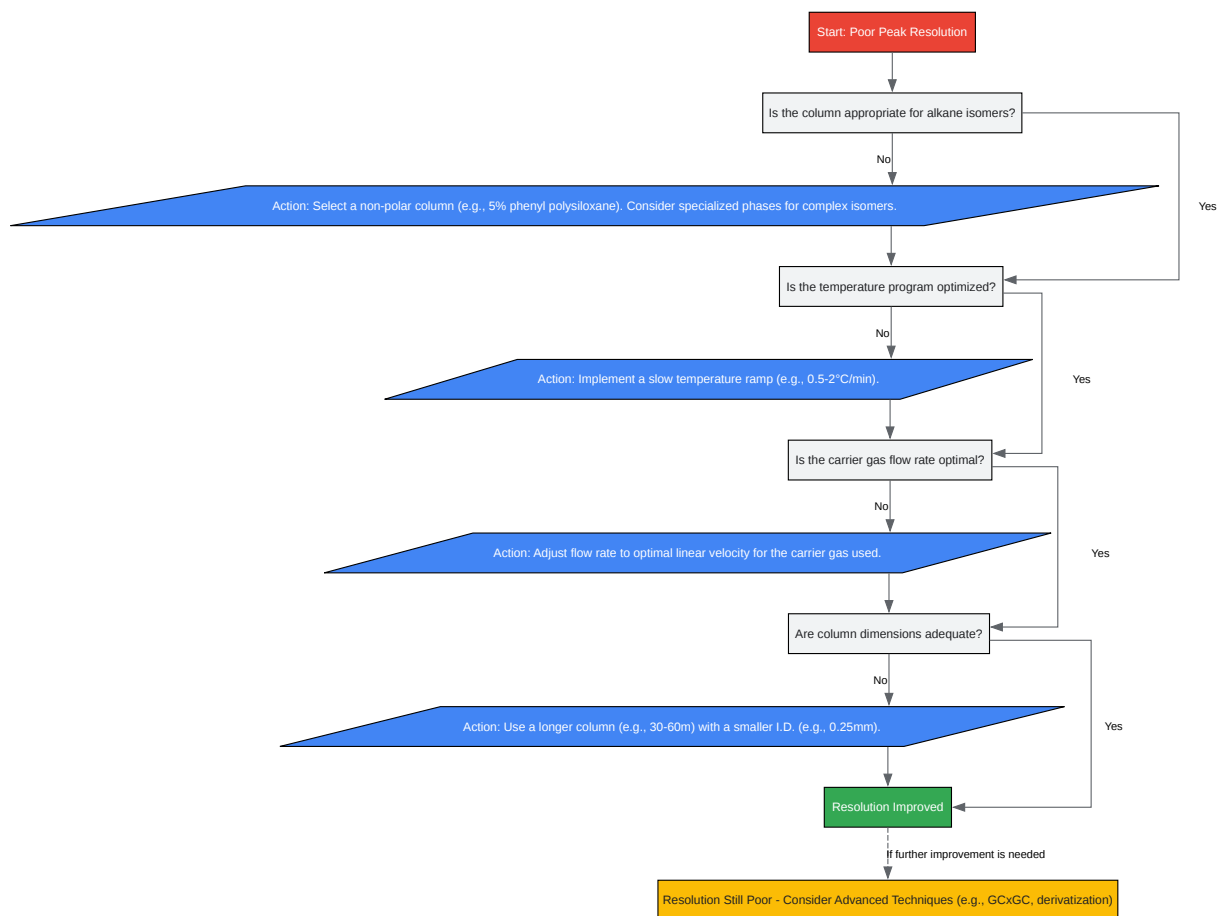 Start: Poor Peak Resolution
Is the column appropriate for alkane isomers?
No
Action: Select a non-polar column (e.g., 5% phenyl polysiloxane). Consider specialized phases for complex isomers.
Yes
Is the temperature program optimized?
No
Action: Implement a slow temperature ramp (e.g., 0.5-2°C/min).
Yes
Is the carrier gas flow rate optimal?
No
Action: Adjust flow rate to optimal linear velocity for the carrier gas used.
Yes
Are column dimensions adequate?
No
Action: Use a longer column (e.g., 30-60m) with a smaller I.D. (e.g., 0.25mm).
Yes
Resolution Improved
If further improvement is needed
Resolution Still Poor - Consider Advanced Techniques (e.g., GCxGC, derivatization)